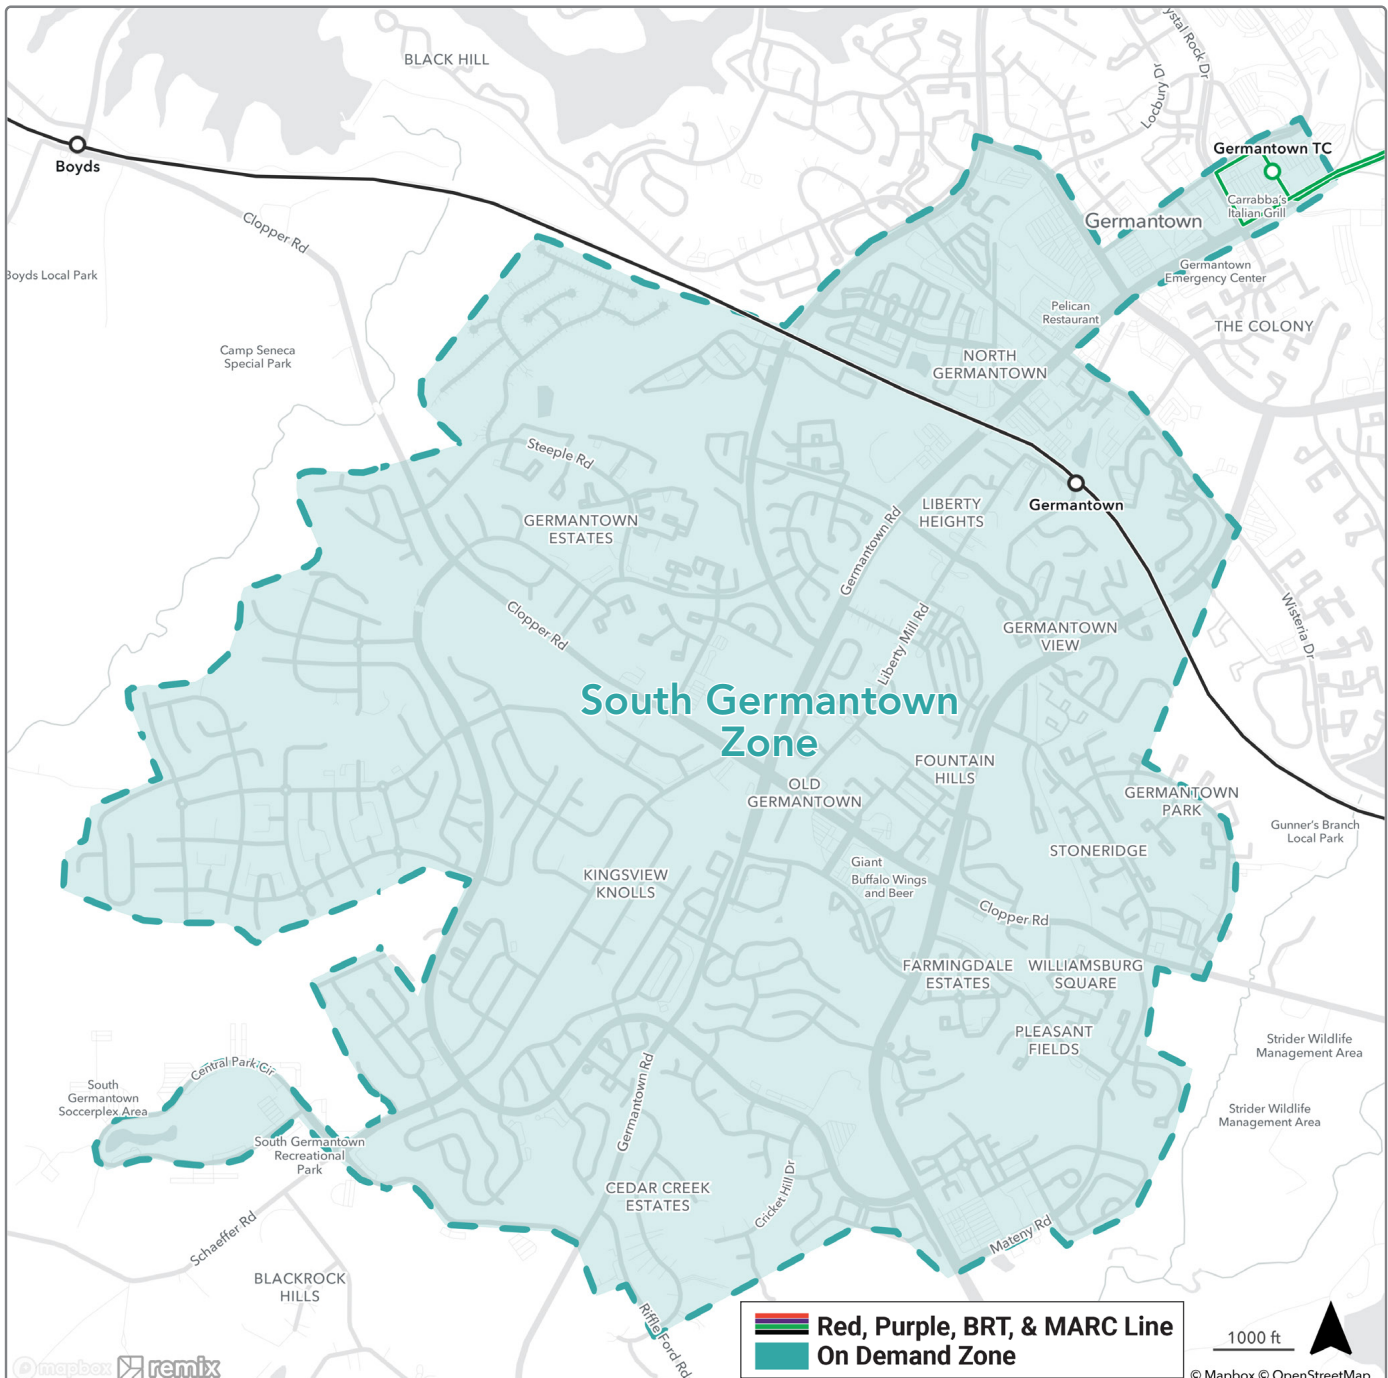 BLACK HILL
ystal Rock Dr
Locbury Dr
Germantown TC
Boyds
Carrabba's
Italian Grill
Clopper Rd
Germantown
Boyds Local Park
Germantown
Emergency Center
Pelican
Restaurant
THE COLONY
Camp Seneca
Special Park
NORTH
GERMANTOWN
Steeple Rd
LIBERTY
HEIGHTS
Germantown
GERMANTOWN
ESTATES
Germantown Rd
Clopper Rd
Liberty Mill Rd
GERMANTOWN
VIEW
Wisteria Dr
South Germantown
Zone
FOUNTAIN
HILLS
OLD
GERMANTOWN
GERMANTOWN
PARK
Gunner's Branch
Local Park
STONERIDGE
Giant
Buffalo Wings
and Beer
KINGSVIEW
KNOLLS
Clopper Rd
FARMINGDALE
ESTATES
WILLIAMSBURG
SQUARE
PLEASANT
FIELDS
Strider Wildlife
Management Area
Central Park Cir
South
Germantown
Soccerplex Area
Germantown Rd
Strider Wildlife
Management Area
South Germantown
Recreational
Park
CEDAR CREEK
ESTATES
Cricket Hill Dr
Schaeffer Rd
Mateny Rd
BLACKROCK
HILLS
Riffle Ford Rd
Red, Purple, BRT, & MARC Line
On Demand Zone
1000 ft
mapbox
remix
© Mapbox © OpenStreetMap